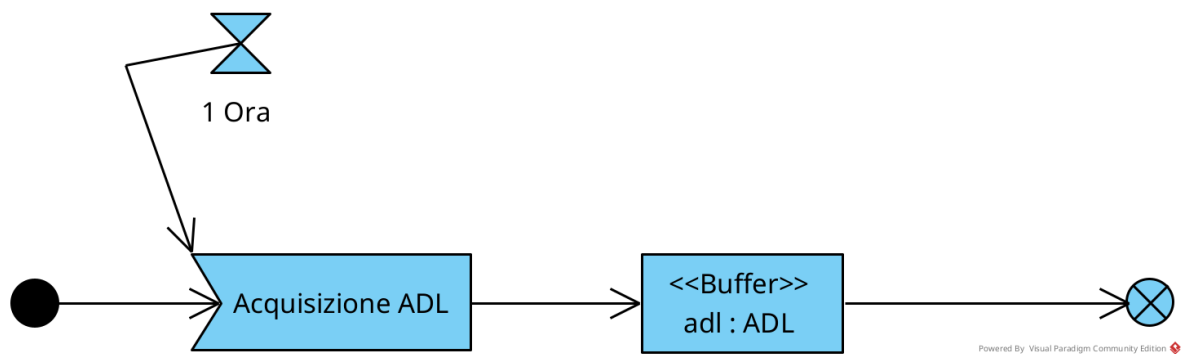 1 Ora
Acquisizione ADL
<<Buffer>>
adl : ADL
Powered By Visual Paradigm Community Edition